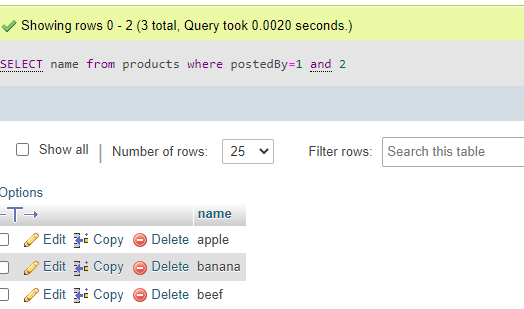 Showing rows 0 - 2 (3 total, Query took 0.0020 seconds.)
SELECT name from products where postedBy=1 and 2
Show all | Number of rows: 25 Filter rows: Search this table
Options
←T→ name
Edit Copy Delete apple
Edit Copy Delete banana
Edit Copy Delete beef